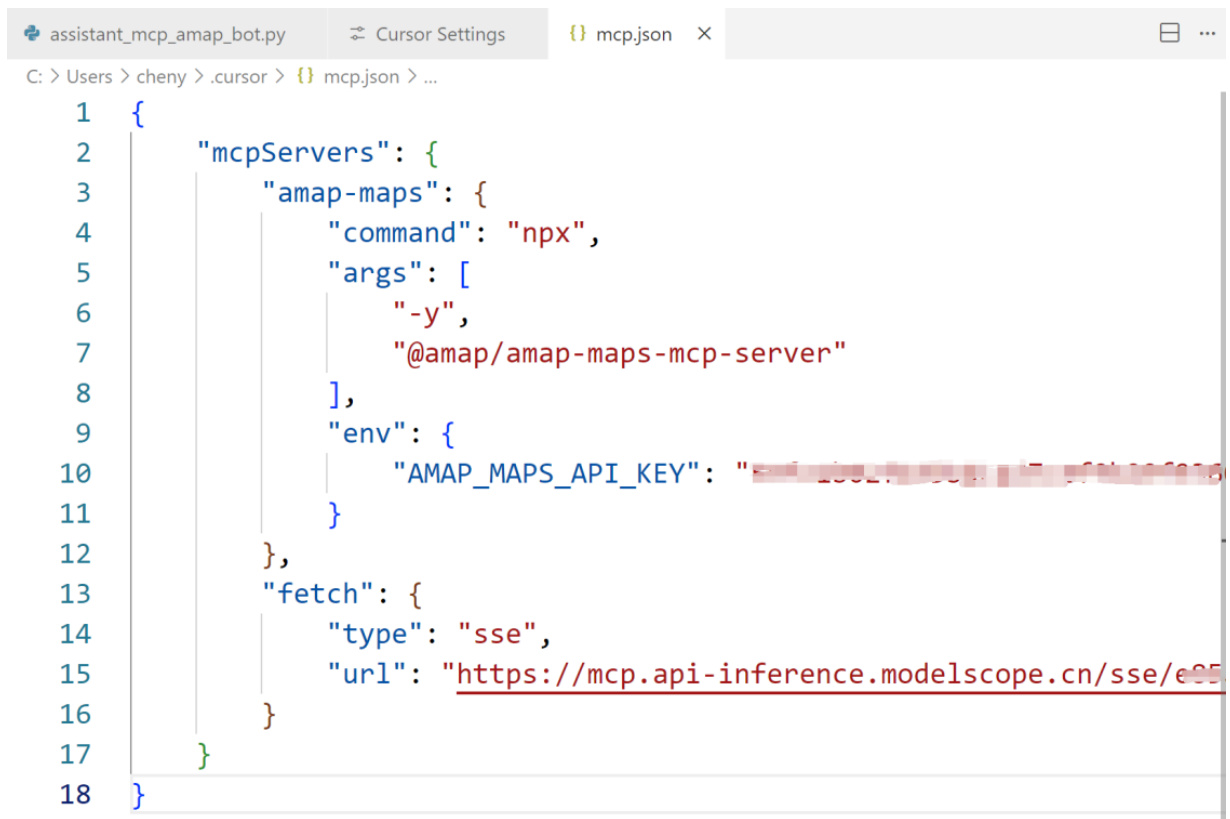 assistant_mcp_amap_bot.py Cursor Settings {} mcp.json ×
C: > Users > cheny > .cursor > {} mcp.json > ...
1 {
2 "mcpServers": {
3 "amap-maps": {
4 "command": "npx",
5 "args": [
6 "-y",
7 "@amap/amap-maps-mcp-server"
8 ],
9 "env": {
10 "AMAP_MAPS_API_KEY": "
11 }
12 },
13 "fetch": {
14 "type": "sse",
15 "url": "https://mcp.api-inference.modelscope.cn/sse/
16 }
17 }
18 }